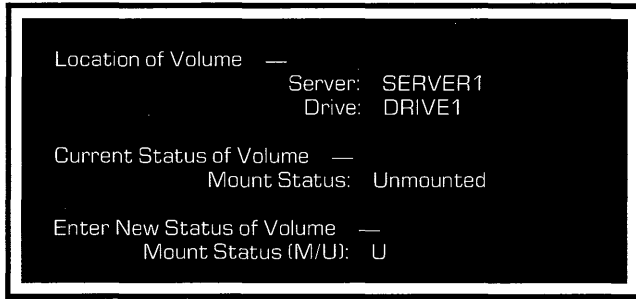 Location of Volume —
Server: SERVER1
Drive: DRIVE1
Current Status of Volume —
Mount Status: Unmounted
Enter New Status of Volume —
Mount Status (M/U): U